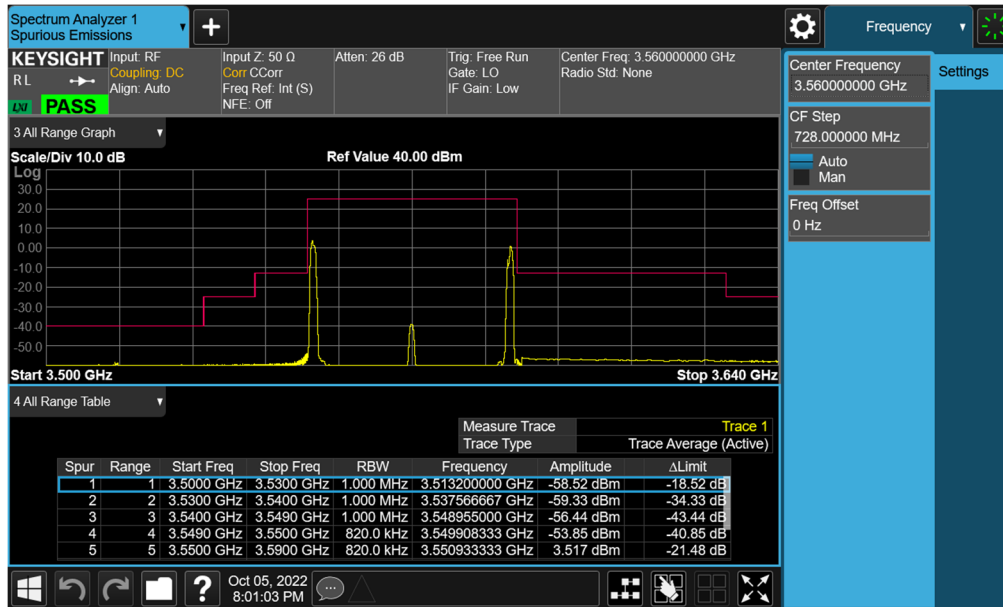 Spectrum Analyzer 1
Spurious Emissions
+
Frequency
KEYSIGHT
R L
LXI
PASS
Input: RF
Coupling: DC
Align: Auto
Input Z: 50 Ω
Corr CCorr
Freq Ref: Int (S)
NFE: Off
Atten: 26 dB
Trig: Free Run
Gate: LO
IF Gain: Low
Center Freq: 3.560000000 GHz
Radio Std: None
Center Frequency
3.560000000 GHz
Settings
CF Step
728.000000 MHz
Auto
Man
Freq Offset
0 Hz
3 All Range Graph
Scale/Div 10.0 dB
Ref Value 40.00 dBm
Log
30.0
20.0
10.0
0.00
-10.0
-20.0
-30.0
-40.0
-50.0
Start 3.500 GHz
Stop 3.640 GHz
4 All Range Table
Measure Trace Trace 1
Trace Type Trace Average (Active)
Spur Range Start Freq Stop Freq RBW Frequency Amplitude ΔLimit
1 1 3.5000 GHz 3.5300 GHz 1.000 MHz 3.513200000 GHz -58.52 dBm -18.52 dB
2 2 3.5300 GHz 3.5400 GHz 1.000 MHz 3.537566667 GHz -59.33 dBm -34.33 dB
3 3 3.5400 GHz 3.5490 GHz 1.000 MHz 3.548955000 GHz -56.44 dBm -43.44 dB
4 4 3.5490 GHz 3.5500 GHz 820.0 kHz 3.549908333 GHz -53.85 dBm -40.85 dB
5 5 3.5500 GHz 3.5900 GHz 820.0 kHz 3.550933333 GHz 3.517 dBm -21.48 dB
?
Oct 05, 2022
8:01:03 PM